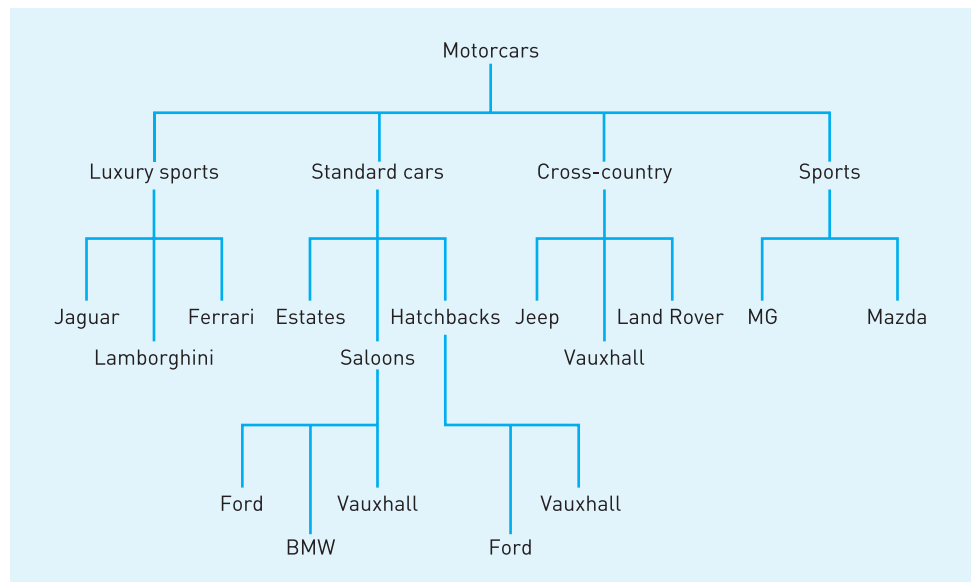 Motorcars
Luxury sports Standard cars Cross-country Sports
Jaguar Ferrari Estates Hatchbacks Jeep Land Rover MG Mazda
Lamborghini Saloons Vauxhall
Ford Vauxhall Vauxhall
BMW Ford